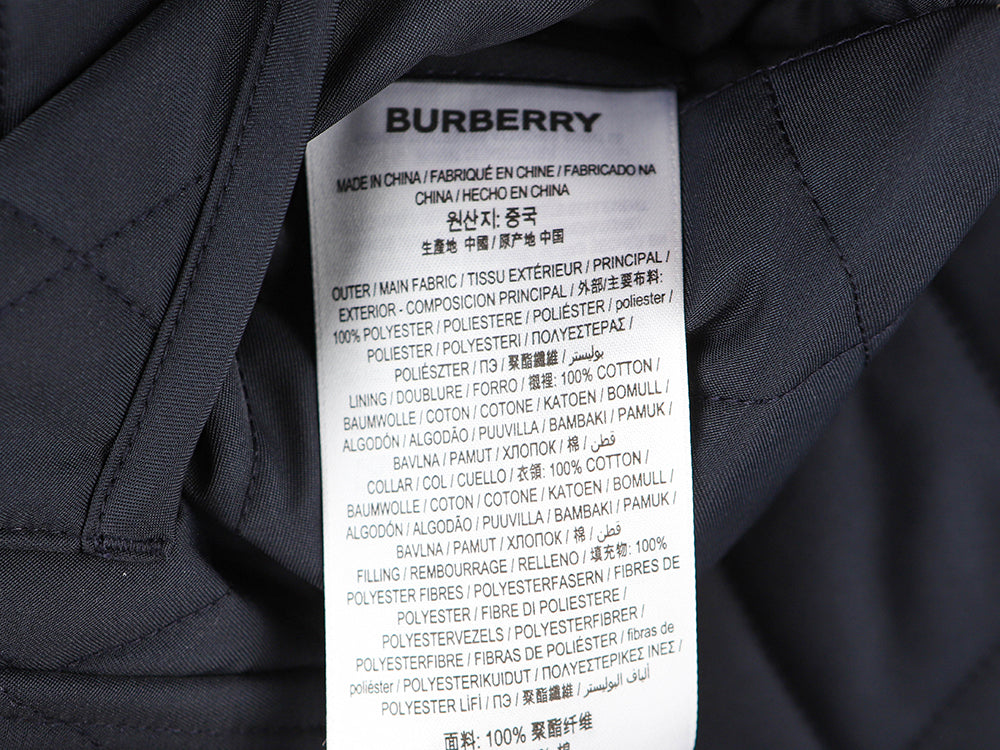 BURBERRY
MADE IN CHINA / FABRIQUÉ EN CHINE / FABRICADO NA
CHINA / HECHO EN CHINA
원산지: 중국
生產地 中國 / 原产地 中国
OUTER / MAIN FABRIC / TISSU EXTÉRIEUR / PRINCIPAL /
EXTERIOR - COMPOSICION PRINCIPAL / 外部/主要布料:
100% POLYESTER / POLIESTERE / POLIÉSTER / poliester /
POLIESTER / POLYESTERI / ΠΟΛΥΕΣΤΕΡΑΣ /
POLIÉSZTER / ПЭ / 聚酯纖維 / بوليستر
LINING / DOUBLURE / FORRO / 襯裡: 100% COTTON /
BAUMWOLLE / COTON / COTONE / KATOEN / BOMULL /
ALGODÓN / ALGODÃO / PUUVILLA / BAMBAKI / PAMUK /
BAVLNA / PAMUT / ХЛОПОК / 棉 / قطن
COLLAR / COL / CUELLO / 衣領: 100% COTTON /
BAUMWOLLE / COTON / COTONE / KATOEN / BOMULL /
ALGODÓN / ALGODÃO / PUUVILLA / BAMBAKI / PAMUK /
BAVLNA / PAMUT / ХЛОПОК / 棉 / قطن
FILLING / REMBOURRAGE / RELLENO / 填充物: 100%
POLYESTER FIBRES / POLYESTERFASERN / FIBRES DE
POLYESTER / FIBRE DI POLIESTERE /
POLYESTERVEZELS / POLYESTERFIBRER /
POLYESTERFIBRE / FIBRAS DE POLIÉSTER / fibras de
poliéster / POLYESTERIKUIDUT / ΠΟΛΥΕΣΤΕΡΙΚΕΣ ΙΝΕΣ /
POLYESTER LİFİ / ПЭ / 聚酯纖維 / ألياف البوليستر
面料: 100% 聚酯纤维